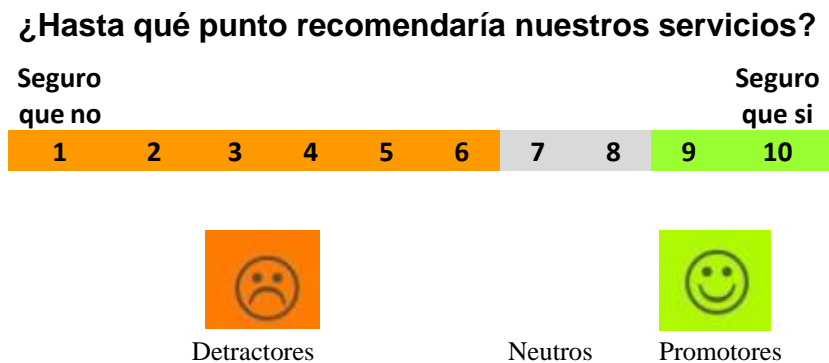 ¿Hasta qué punto recomendaría nuestros servicios?
Seguro que no
Seguro que si
1 2 3 4 5 6 7 8 9 10
Detractores Neutros Promotores